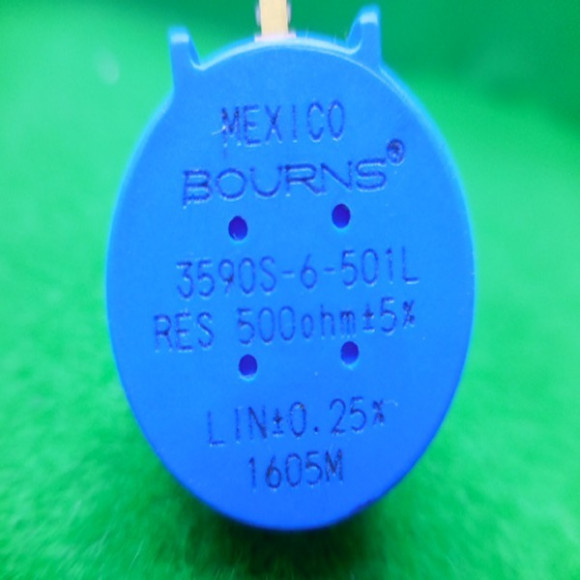 MEXICO
BOURNS®
3590S-6-501L
RES 500ohm±5%
LIN±0.25%
1605M